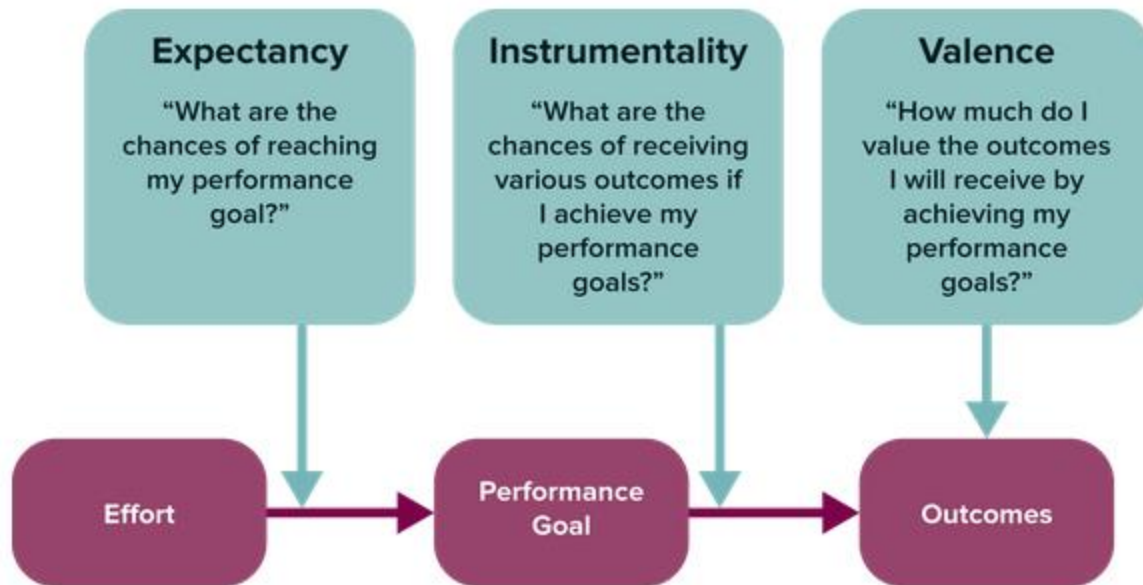 Expectancy
“What are the
chances of reaching
my performance
goal?”
Instrumentality
“What are the
chances of receiving
various outcomes if
I achieve my
performance
goals?”
Valence
“How much do I
value the outcomes
I will receive by
achieving my
performance
goals?”
Effort
Performance
Goal
Outcomes